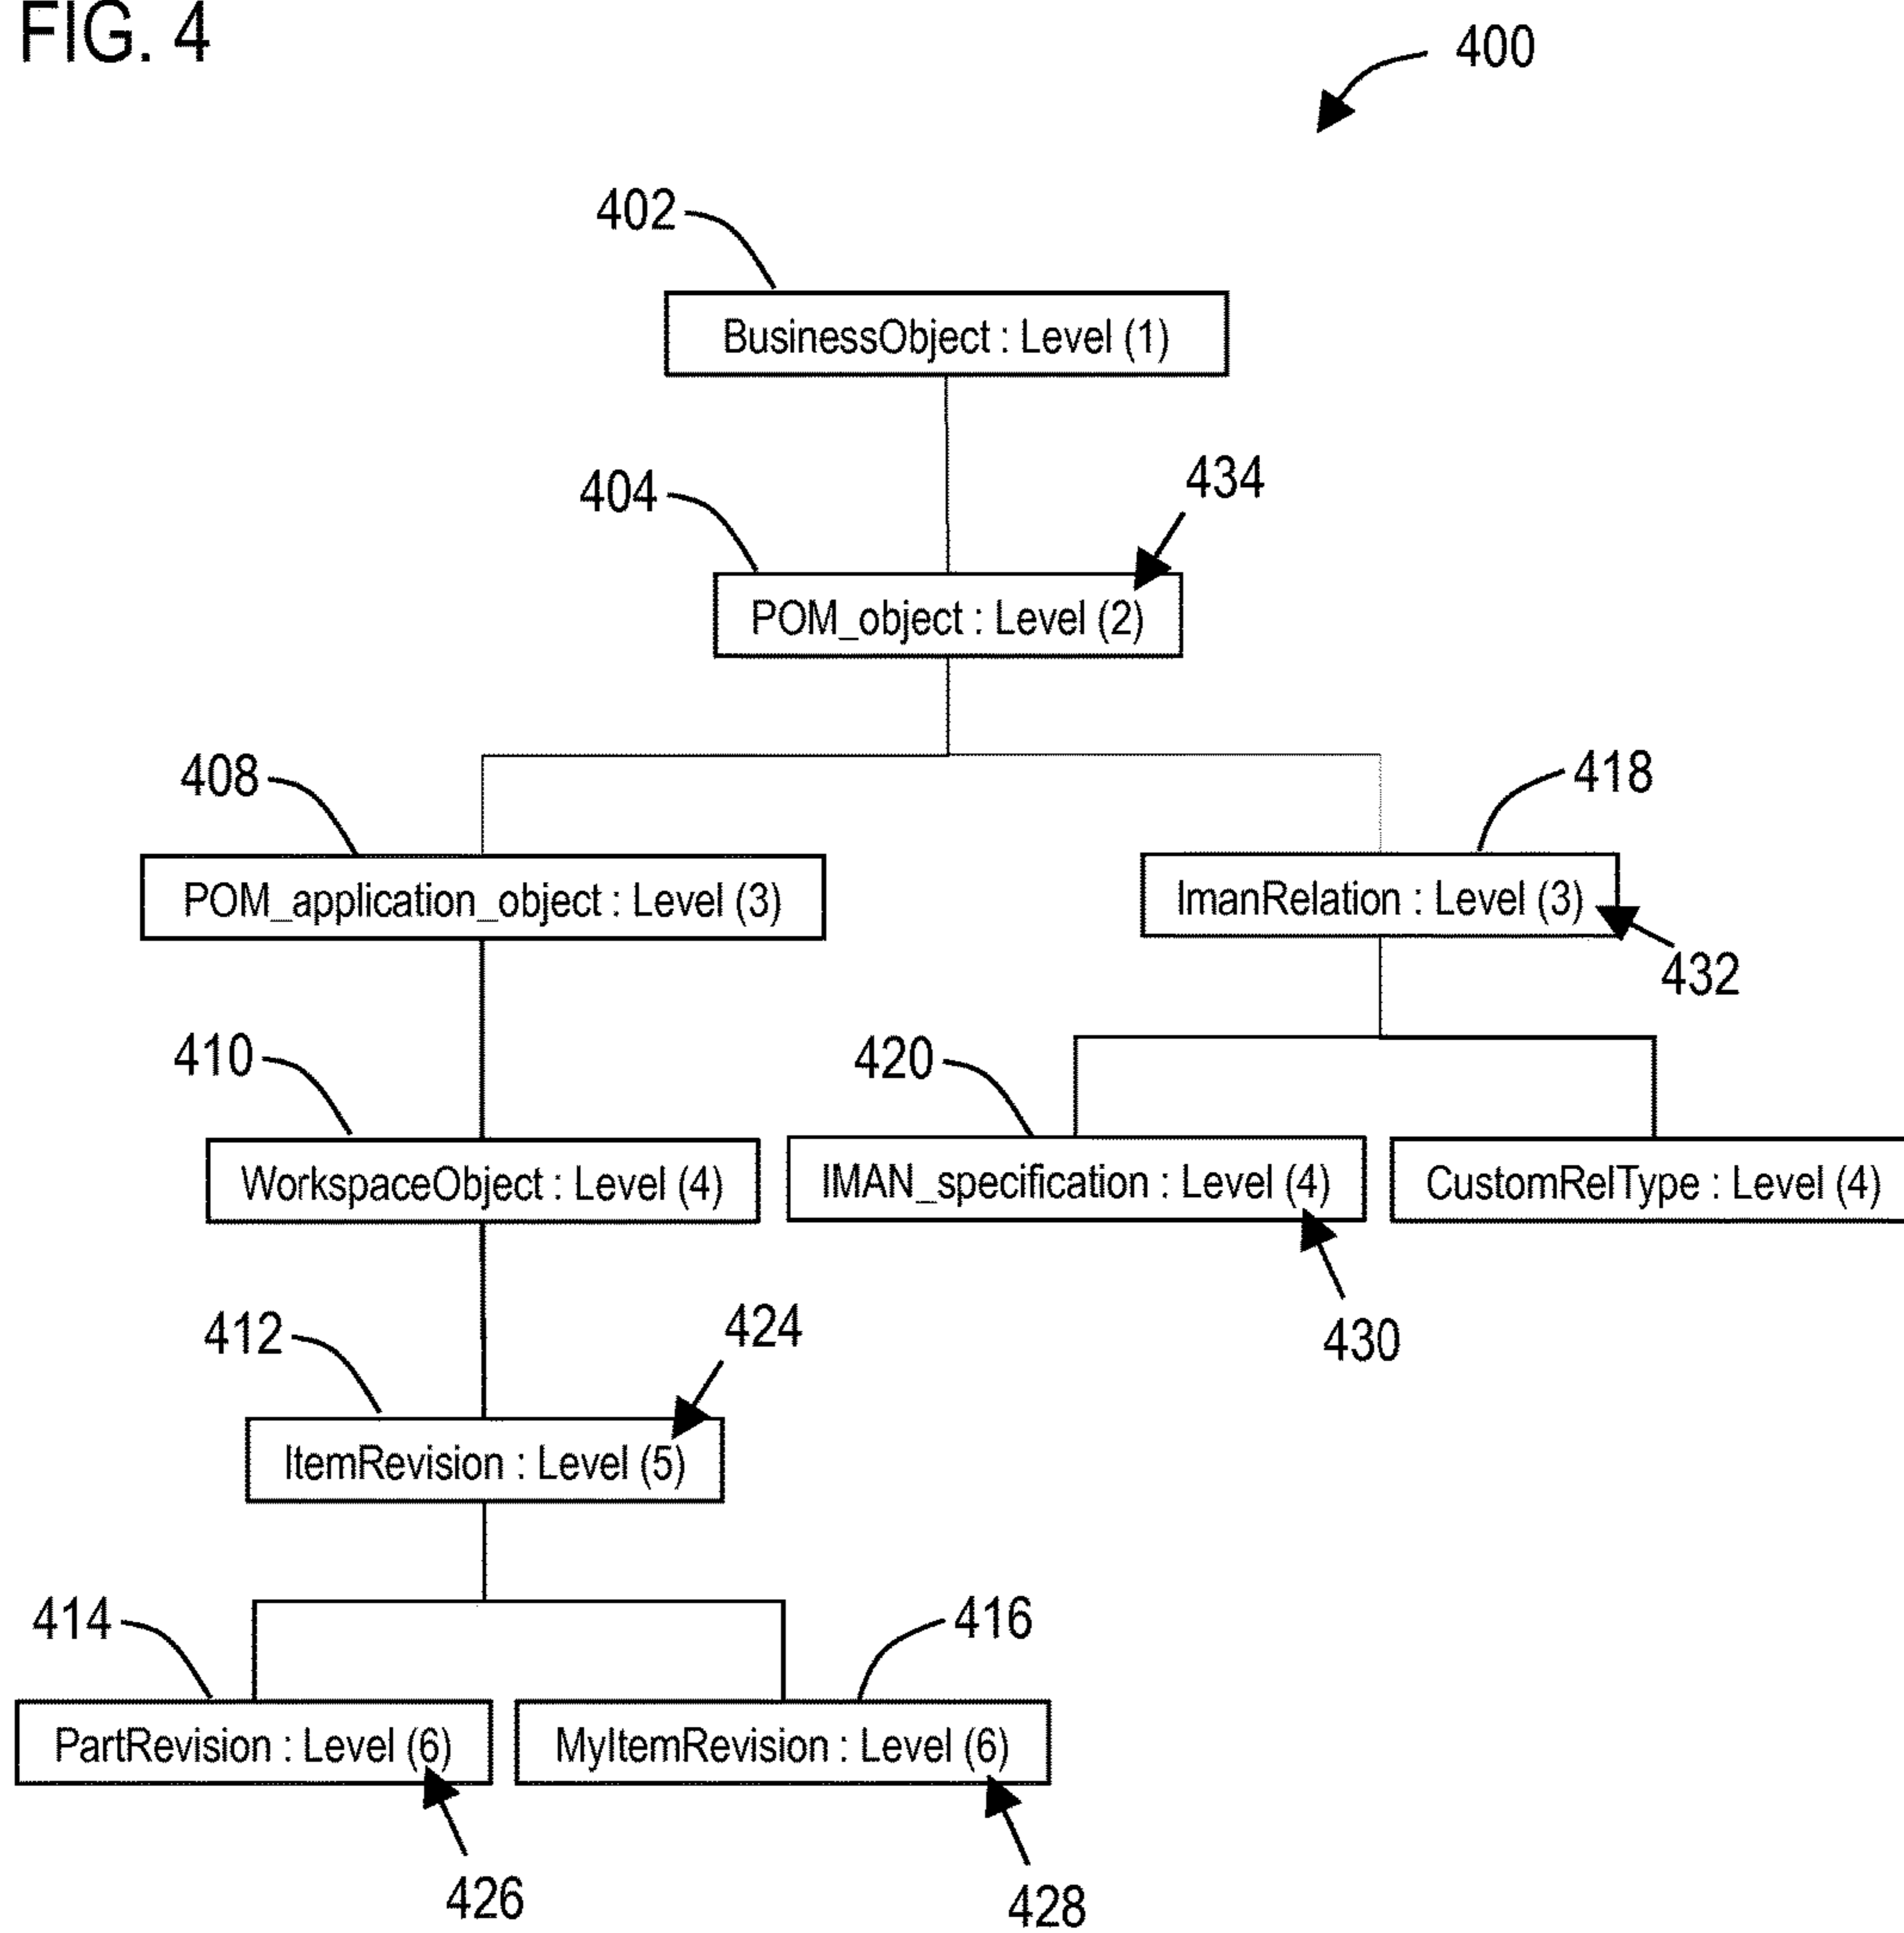 FIG. 4
400
402
BusinessObject : Level (1)
404
434
POM_object : Level (2)
408
418
POM_application_object : Level (3)
ImanRelation : Level (3)
432
410
420
WorkspaceObject : Level (4)
IMAN_specification : Level (4)
CustomRelType : Level (4)
412
424
430
ItemRevision : Level (5)
414
416
PartRevision : Level (6)
MyItemRevision : Level (6)
426
428